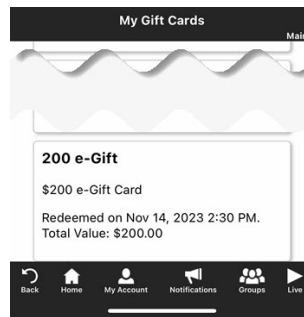 My Gift Cards
Main
200 e-Gift
$200 e-Gift Card
Redeemed on Nov 14, 2023 2:30 PM.
Total Value: $200.00
Back Home My Account Notifications Groups Live